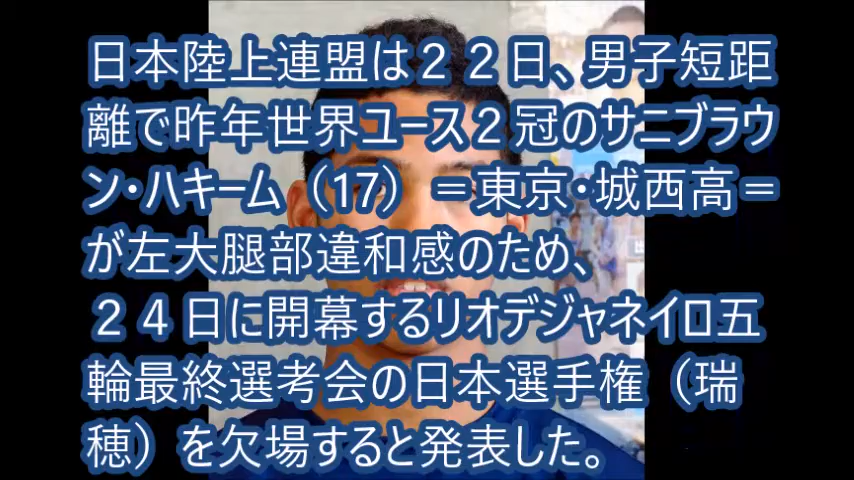 日本陸上連盟は２２日、男子短距
離で昨年世界ユース２冠のサニブラウ
ン・ハキーム（17）＝東京・城西高＝
が左大腿部違和感のため、
２４日に開幕するリオデジャネイロ五
輪最終選考会の日本選手権（瑞
穂）を欠場すると発表した。